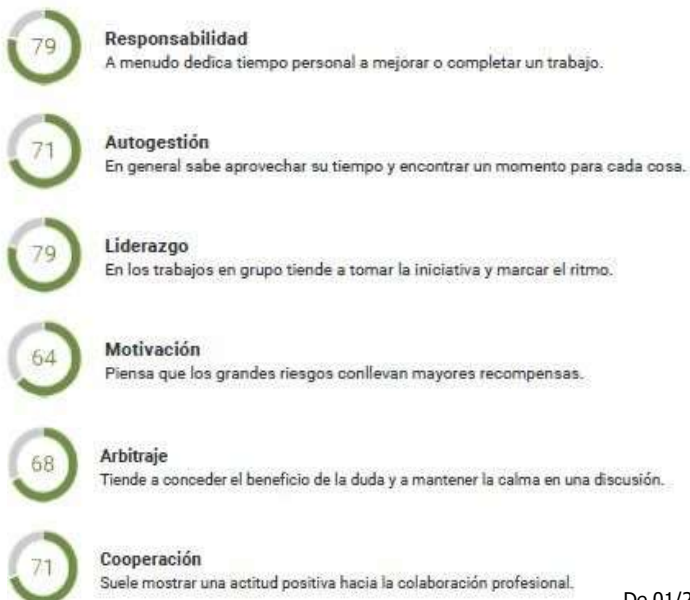 79
Responsabilidad
A menudo dedica tiempo personal a mejorar o completar un trabajo.
71
Autogestión
En general sabe aprovechar su tiempo y encontrar un momento para cada cosa.
79
Liderazgo
En los trabajos en grupo tiende a tomar la iniciativa y marcar el ritmo.
64
Motivación
Piensa que los grandes riesgos conllevan mayores recompensas.
68
Arbitraje
Tiende a conceder el beneficio de la duda y a mantener la calma en una discusión.
71
Cooperación
Suele mostrar una actitud positiva hacia la colaboración profesional.
De 01/2